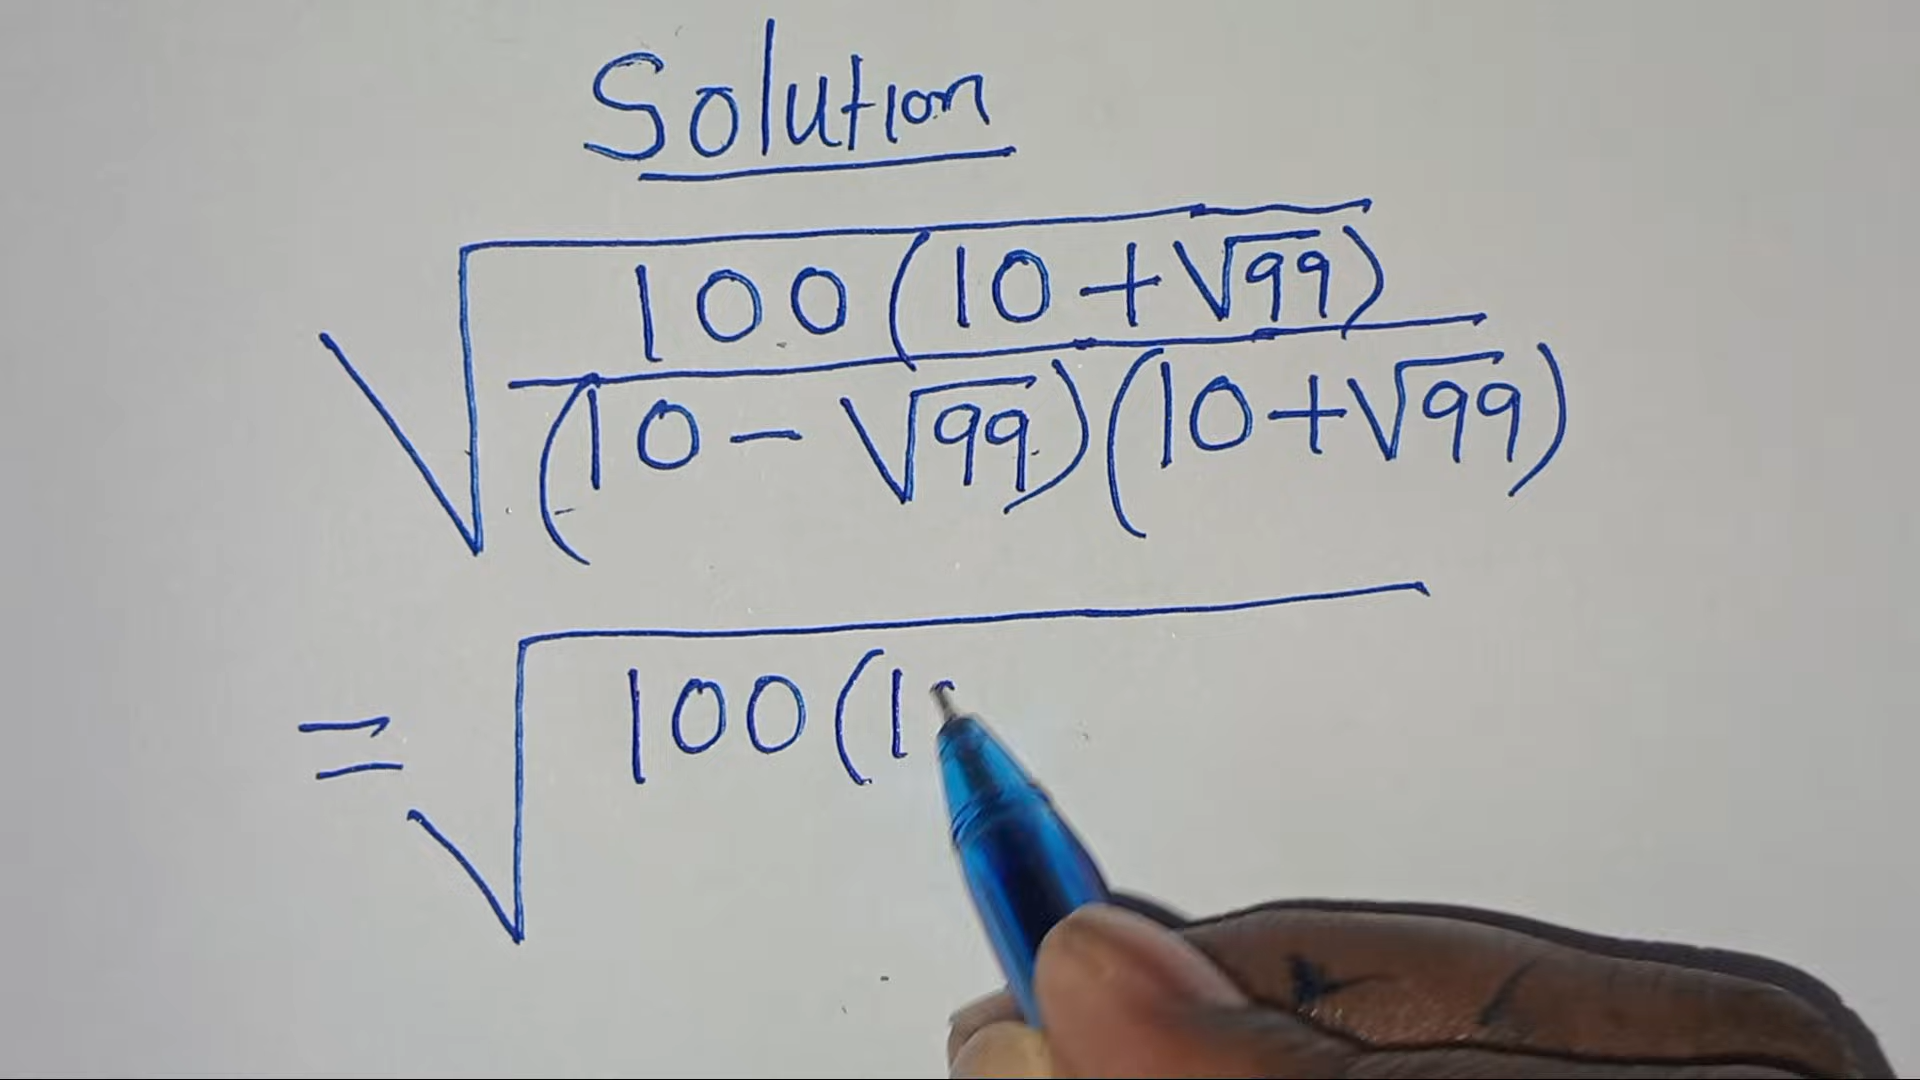 Solution
√(100(10+√99)
(10-√99)(10+√99))
= √(100(1